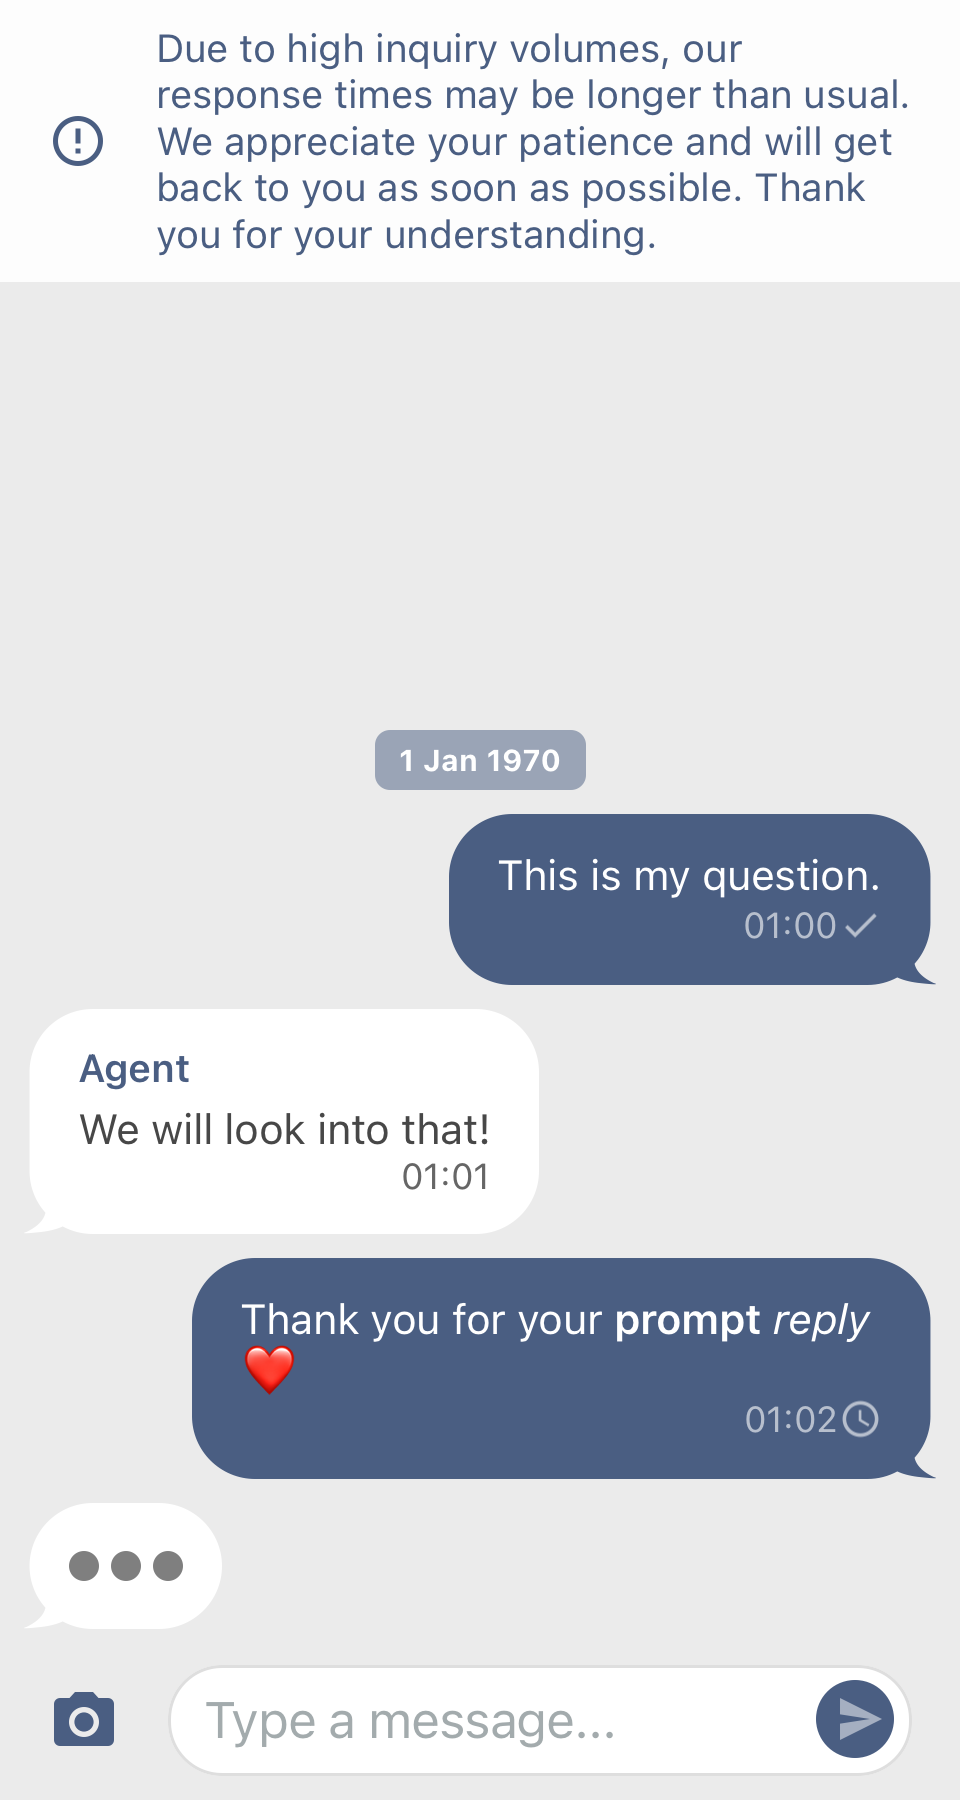 Due to high inquiry volumes, our
response times may be longer than usual.
We appreciate your patience and will get
back to you as soon as possible. Thank
you for your understanding.
1 Jan 1970
This is my question.
01:00
Agent
We will look into that!
01:01
Thank you for your prompt reply
❤️
01:02
Type a message...